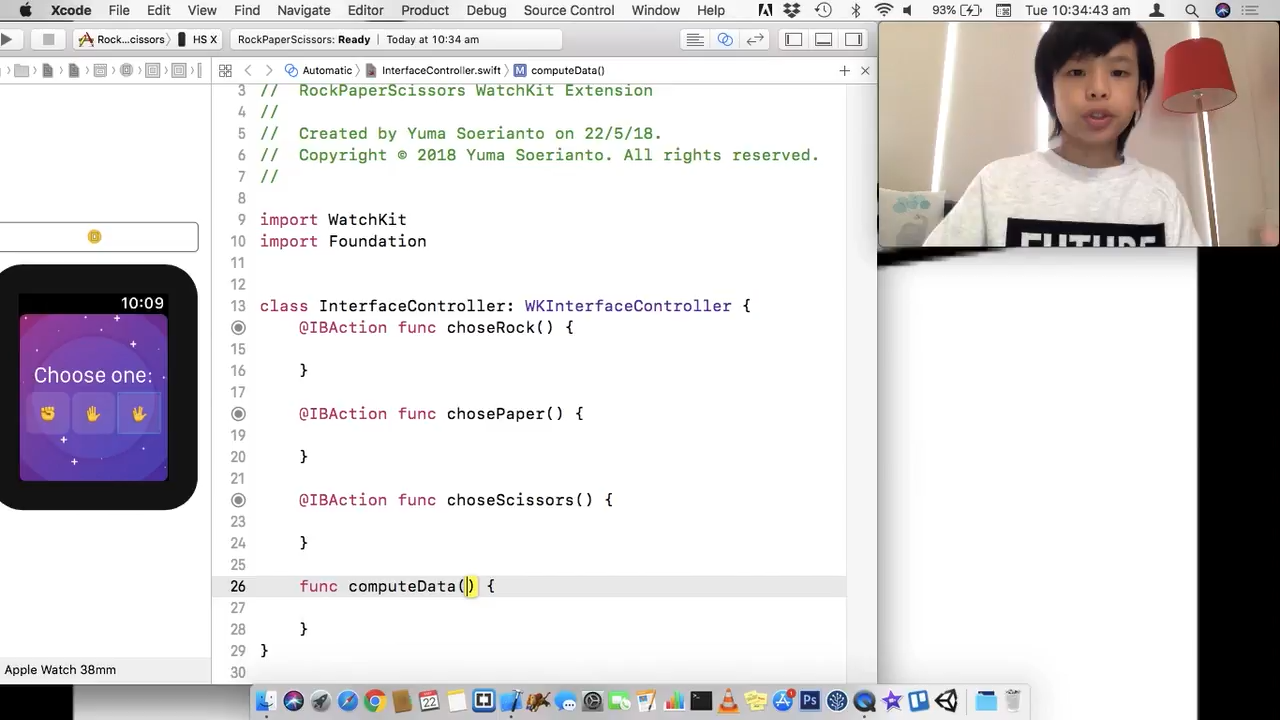 Xcode File Edit View Find Navigate Editor Product Debug Source Control Window Help 93% Tue 10:34:43 am
Rock...cissors HS X RockPaperScissors: Ready Today at 10:34 am
Automatic InterfaceController.swift M computeData()
3 // RockPaperScissors WatchKit Extension
4 //
5 // Created by Yuma Soerianto on 22/5/18.
6 // Copyright © 2018 Yuma Soerianto. All rights reserved.
7 //
8
9 import WatchKit
10 import Foundation
11
12
13 class InterfaceController: WKInterfaceController {
@IBAction func choseRock() {
15
16 }
17
@IBAction func chosePaper() {
19
20 }
21
@IBAction func choseScissors() {
23
24 }
25
26 func computeData() {
27
28 }
29 }
30
10:09
Choose one:
Apple Watch 38mm
FUTURE
22
Ps
1